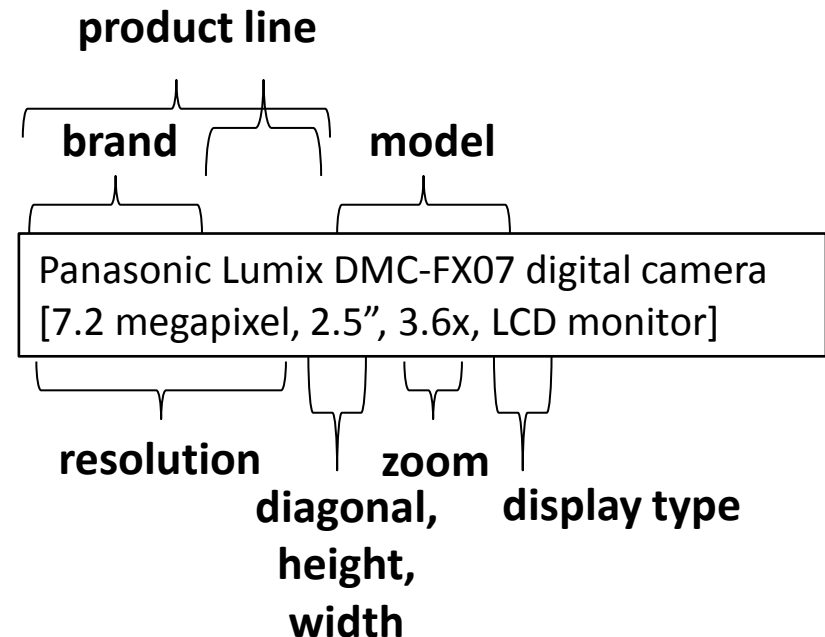 product line
brand model
Panasonic Lumix DMC-FX07 digital camera
[7.2 megapixel, 2.5”, 3.6x, LCD monitor]
resolution zoom
diagonal, display type
height,
width